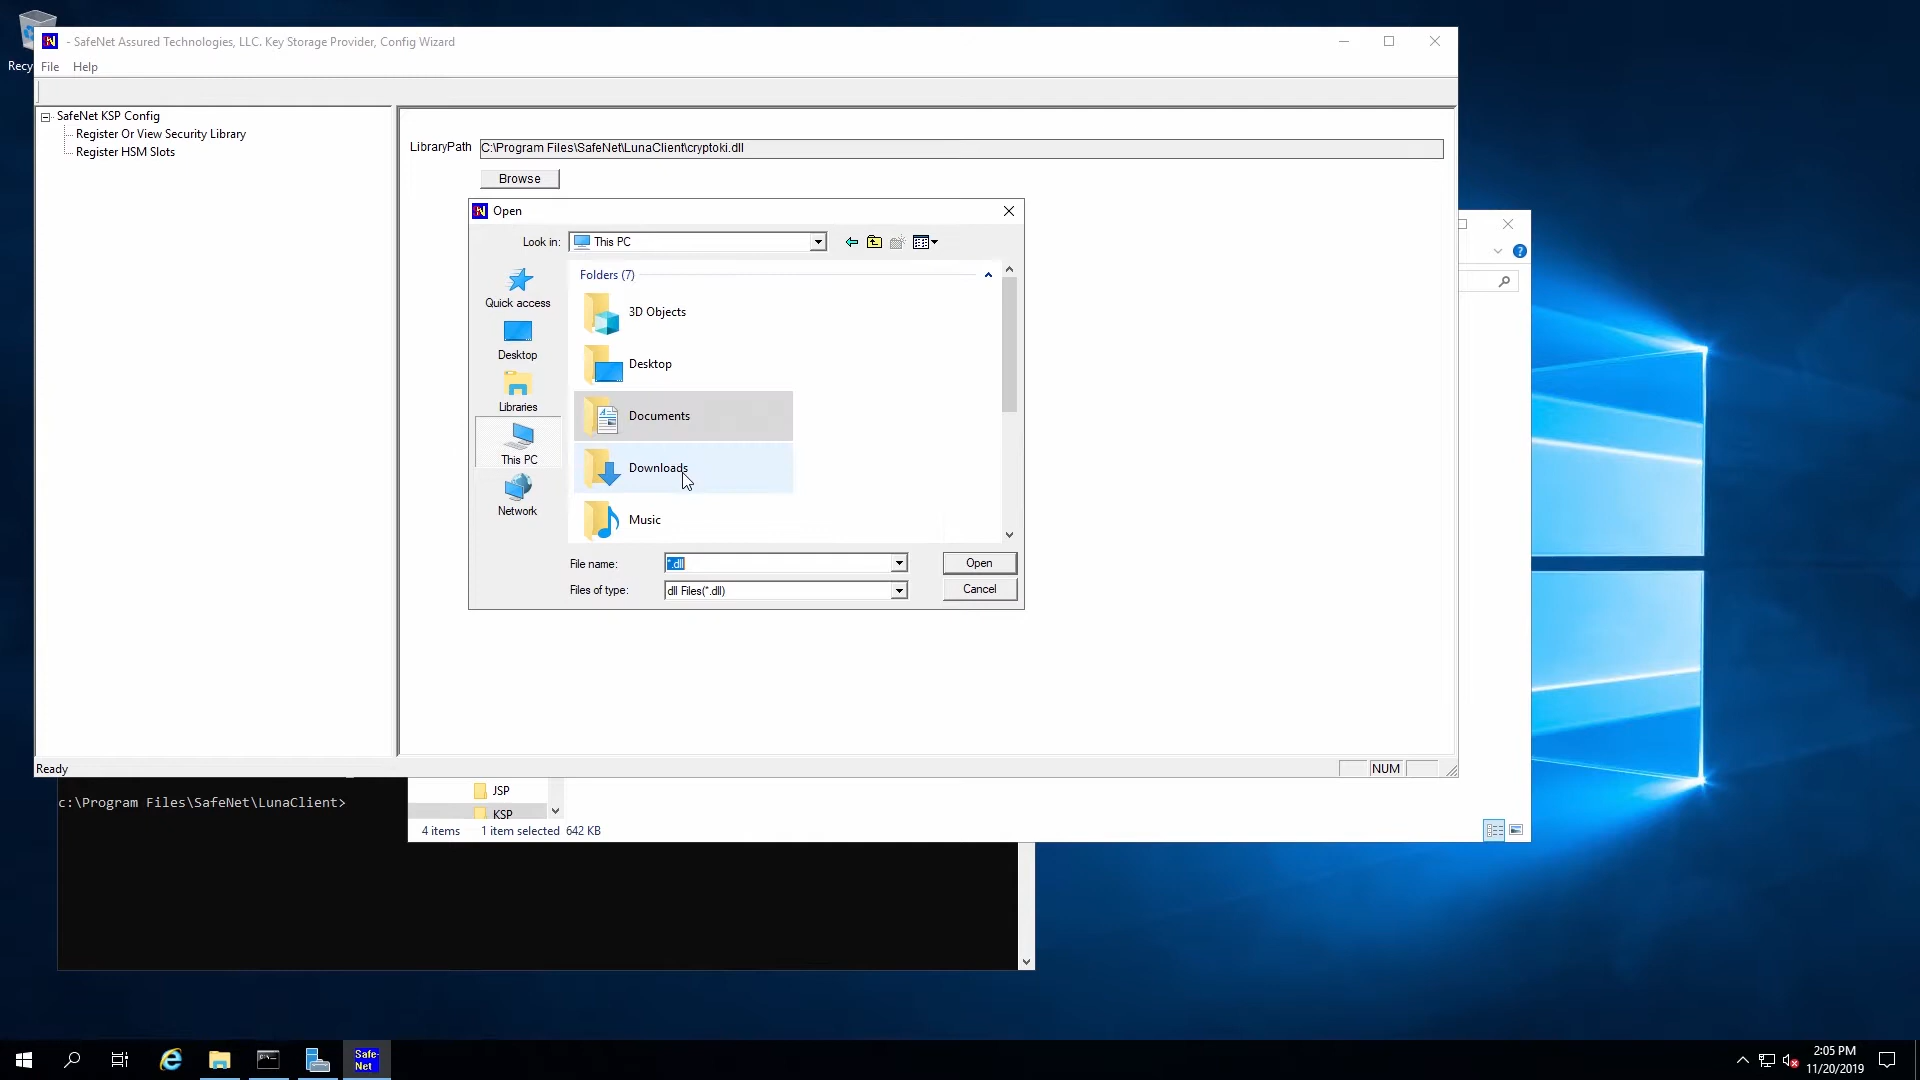 Recy
- SafeNet Assured Technologies, LLC. Key Storage Provider, Config Wizard
File Help
SafeNet KSP Config
Register Or View Security Library
Register HSM Slots
LibraryPath C:\Program Files\SafeNet\LunaClient\cryptoki.dll
Browse
Open
Look in: This PC
Folders (7)
Quick access
Desktop
Libraries
This PC
Network
3D Objects
Desktop
Documents
Downloads
Music
File name: *.dll Open
Files of type: dll Files(*.dll) Cancel
Ready
NUM
c:\Program Files\SafeNet\LunaClient>
JSP
KSP
4 items 1 item selected 642 KB
Safe-
Net
2:05 PM
11/20/2019